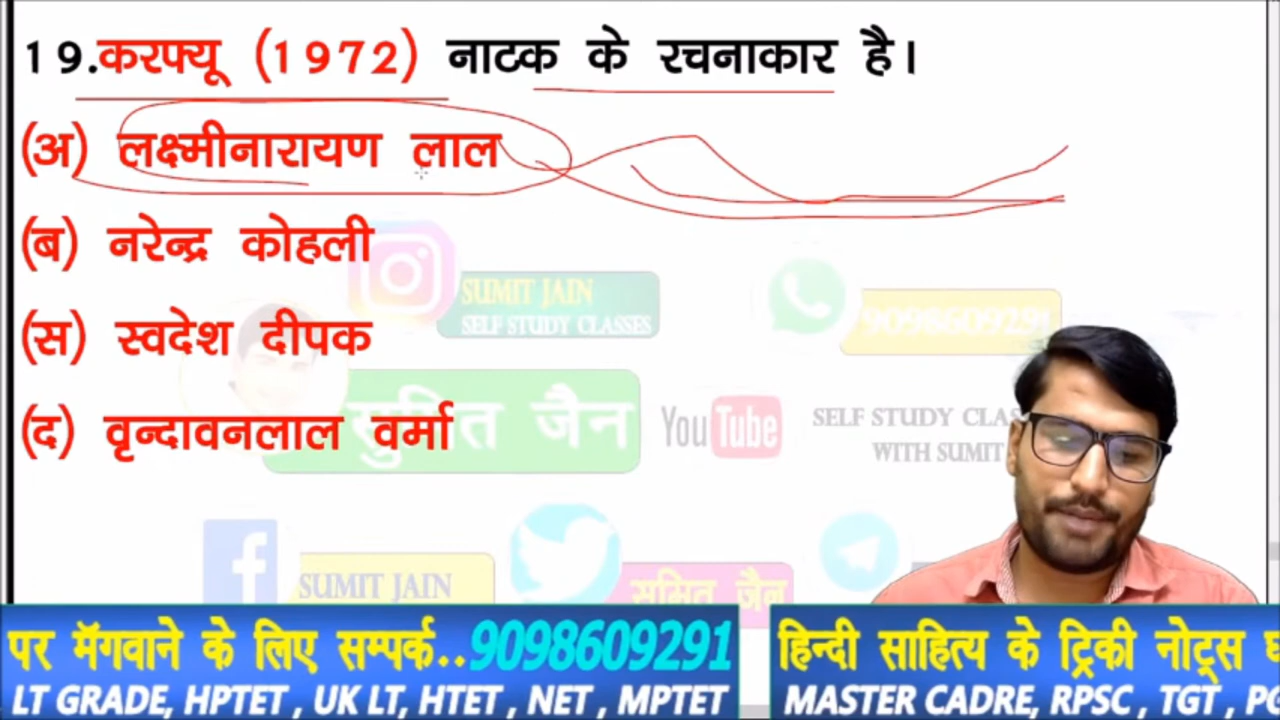 19.करफ्यू (1972) नाटक के रचनाकार है।
(अ) लक्ष्मीनारायण लाल
(ब) नरेन्द्र कोहली
SUMIT JAIN
SELF STUDY CLASSES
9098609291
(स) स्वदेश दीपक
सुमित जैन
YouTube
SELF STUDY CLAS
WITH SUMIT
(द) वृन्दावनलाल वर्मा
SUMIT JAIN
सुमित जैन
पर मॅगवाने के लिए सम्पर्क..9098609291
हिन्दी साहित्य के ट्रिकी नोट्स घ
LT GRADE, HPTET , UK LT, HTET , NET , MPTET
MASTER CADRE, RPSC , TGT , PG